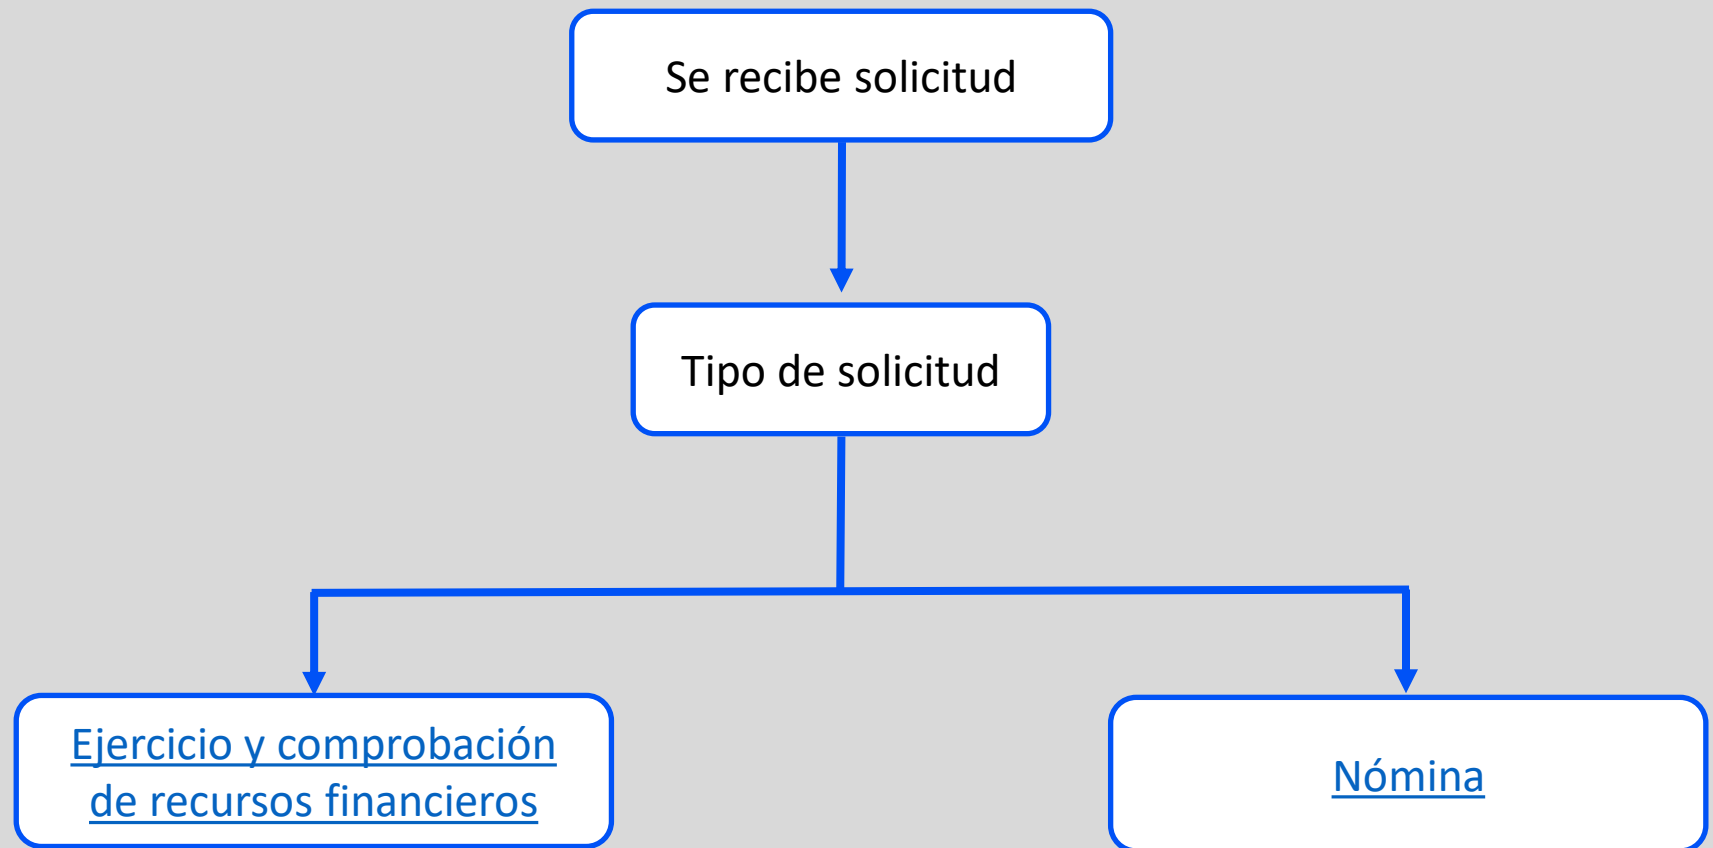 Se recibe solicitud
Tipo de solicitud
Ejercicio y comprobación
de recursos financieros
Nómina